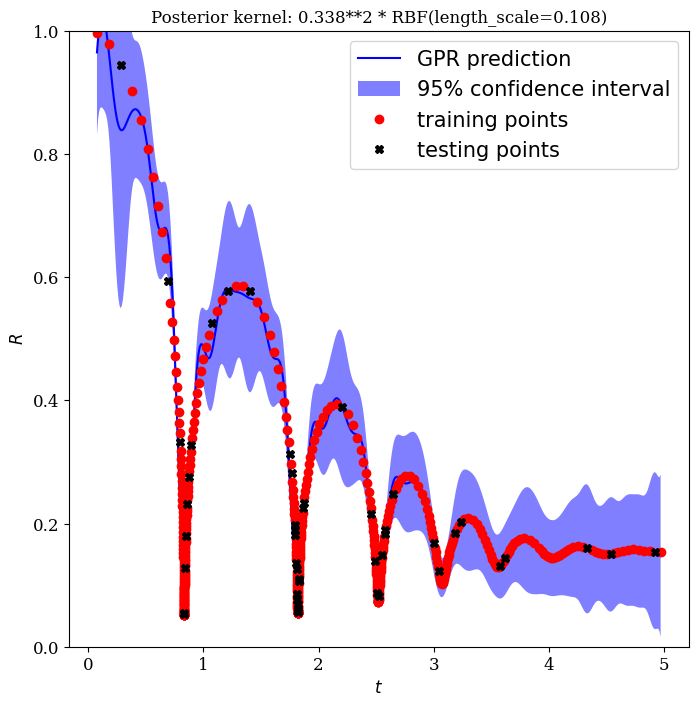 Posterior kernel: 0.338**2 * RBF(length_scale=0.108)
1.0
0.8
0.6
0.4
0.2
0.0
R
GPR prediction
95% confidence interval
training points
testing points
0 1 2 3 4 5
t